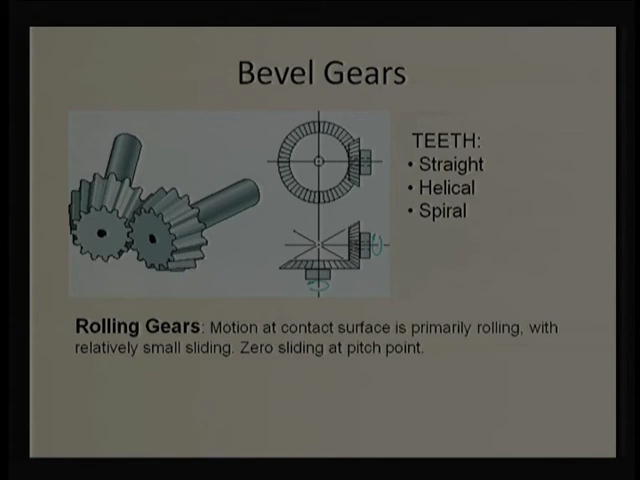 Bevel Gears
TEETH:
• Straight
• Helical
• Spiral
Rolling Gears: Motion at contact surface is primarily rolling, with
relatively small sliding. Zero sliding at pitch point.